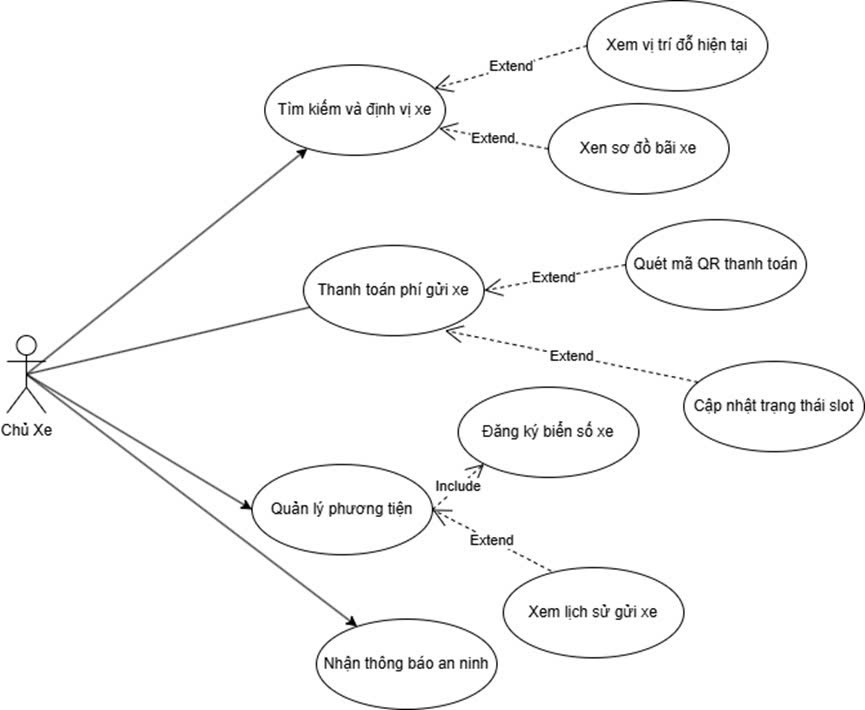 Xem vị trí đỗ hiện tại
Extend
Tìm kiếm và định vị xe
Extend
Xen sơ đồ bãi xe
Quét mã QR thanh toán
Extend
Thanh toán phí gửi xe
Extend
Cập nhật trạng thái slot
Chủ Xe
Đăng ký biển số xe
Include
Quản lý phương tiện
Extend
Xem lịch sử gửi xe
Nhận thông báo an ninh